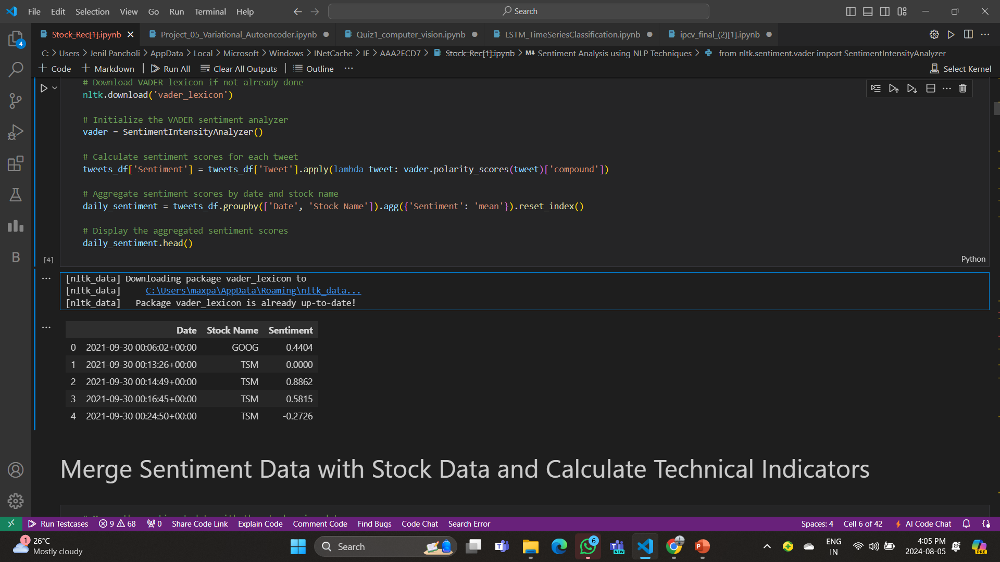 File Edit Selection View Go Run Terminal Help
Search
Stock_Rec[1].ipynb Project_05_Variational_Autoencoder.ipynb Quiz1_computer_vision.ipynb LSTM_TimeSeriesClassification.ipynb ipcv_final_(2)[1].ipynb
4
C: > Users > Jenil Pancholi > AppData > Local > Microsoft > Windows > INetCache > IE > AAA2ECD7 > Stock_Rec[1].ipynb > M↓ Sentiment Analysis using NLP Techniques > from nltk.sentiment.vader import SentimentIntensityAnalyzer
+ Code + Markdown Run All Clear All Outputs Outline ... Select Kernel
# Download VADER lexicon if not already done
nltk.download('vader_lexicon')
# Initialize the VADER sentiment analyzer
vader = SentimentIntensityAnalyzer()
# Calculate sentiment scores for each tweet
tweets_df['Sentiment'] = tweets_df['Tweet'].apply(lambda tweet: vader.polarity_scores(tweet)['compound'])
# Aggregate sentiment scores by date and stock name
daily_sentiment = tweets_df.groupby(['Date', 'Stock Name']).agg({'Sentiment': 'mean'}).reset_index()
# Display the aggregated sentiment scores
daily_sentiment.head()
B
[4] Python
[nltk_data] Downloading package vader_lexicon to
[nltk_data] C:\Users\maxpa\AppData\Roaming\nltk_data...
[nltk_data] Package vader_lexicon is already up-to-date!
Date Stock Name Sentiment
0 2021-09-30 00:06:02+00:00 GOOG 0.4404
1 2021-09-30 00:13:26+00:00 TSM 0.0000
2 2021-09-30 00:14:49+00:00 TSM 0.8862
3 2021-09-30 00:16:45+00:00 TSM 0.5815
4 2021-09-30 00:24:50+00:00 TSM -0.2726
Merge Sentiment Data with Stock Data and Calculate Technical Indicators
Run Testcases 9 68 0 Share Code Link Explain Code Comment Code Find Bugs Code Chat Search Error Spaces: 4 Cell 6 of 42 AI Code Chat
1 26°C
Mostly cloudy
Search
6
NEW
ENG
IN
4:05 PM
2024-08-05
PRE